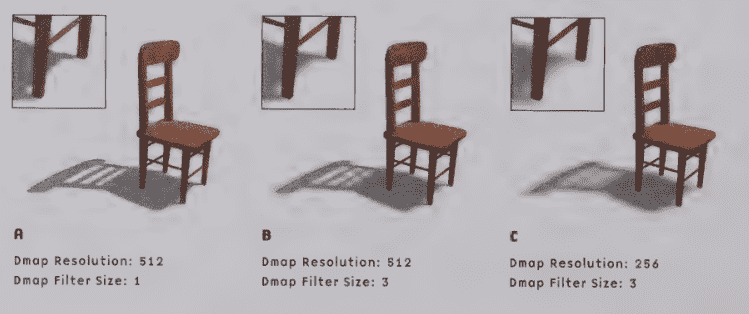 A
Dmap Resolution: 512
Dmap Filter Size: 1
B
Dmap Resolution: 512
Dmap Filter Size: 3
C
Dmap Resolution: 256
Dmap Filter Size: 3